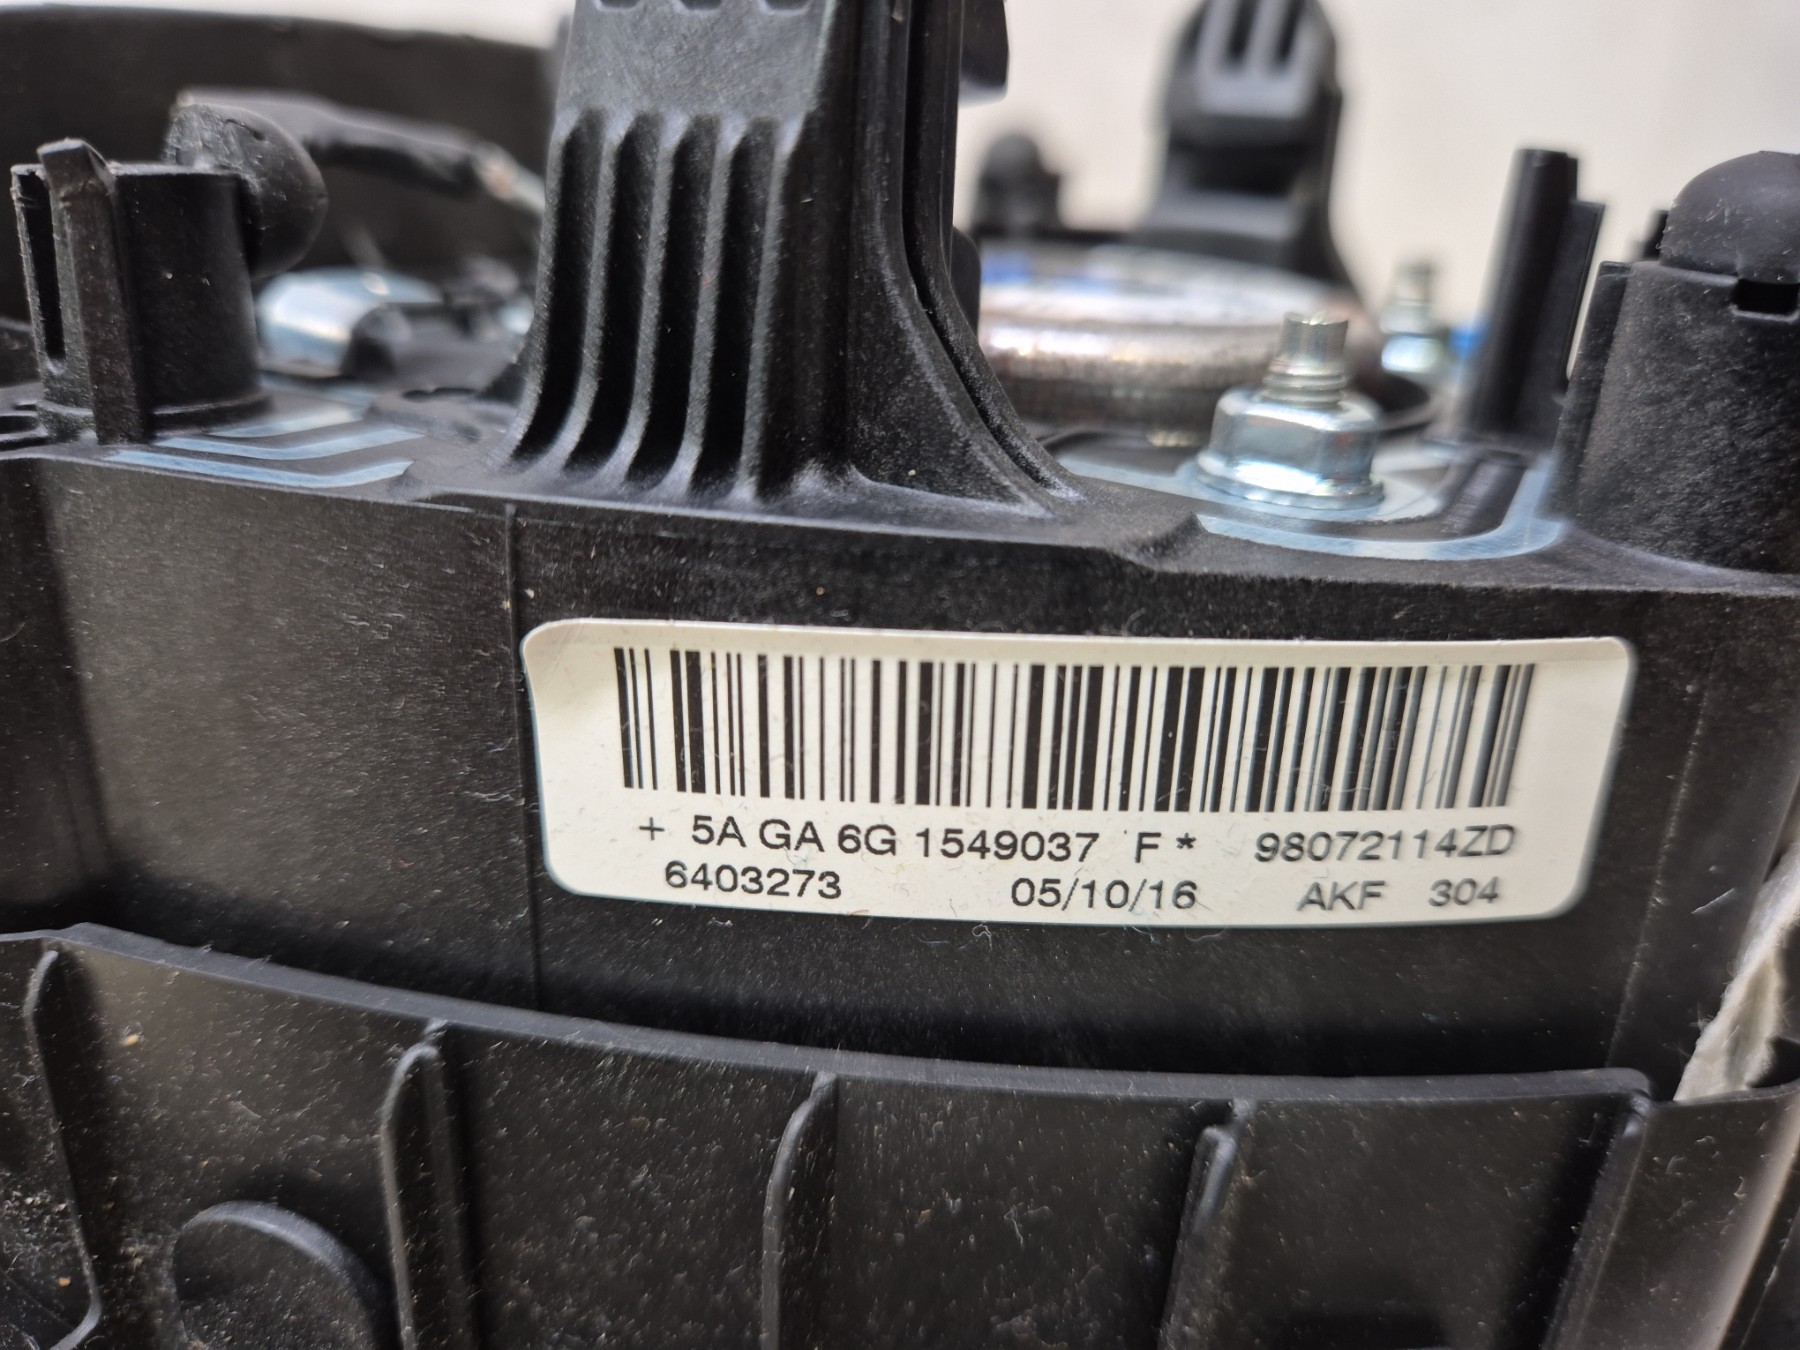 + 5A GA 6G 1549037 F* 98072114ZD
6403273 05/10/16 AKF 304